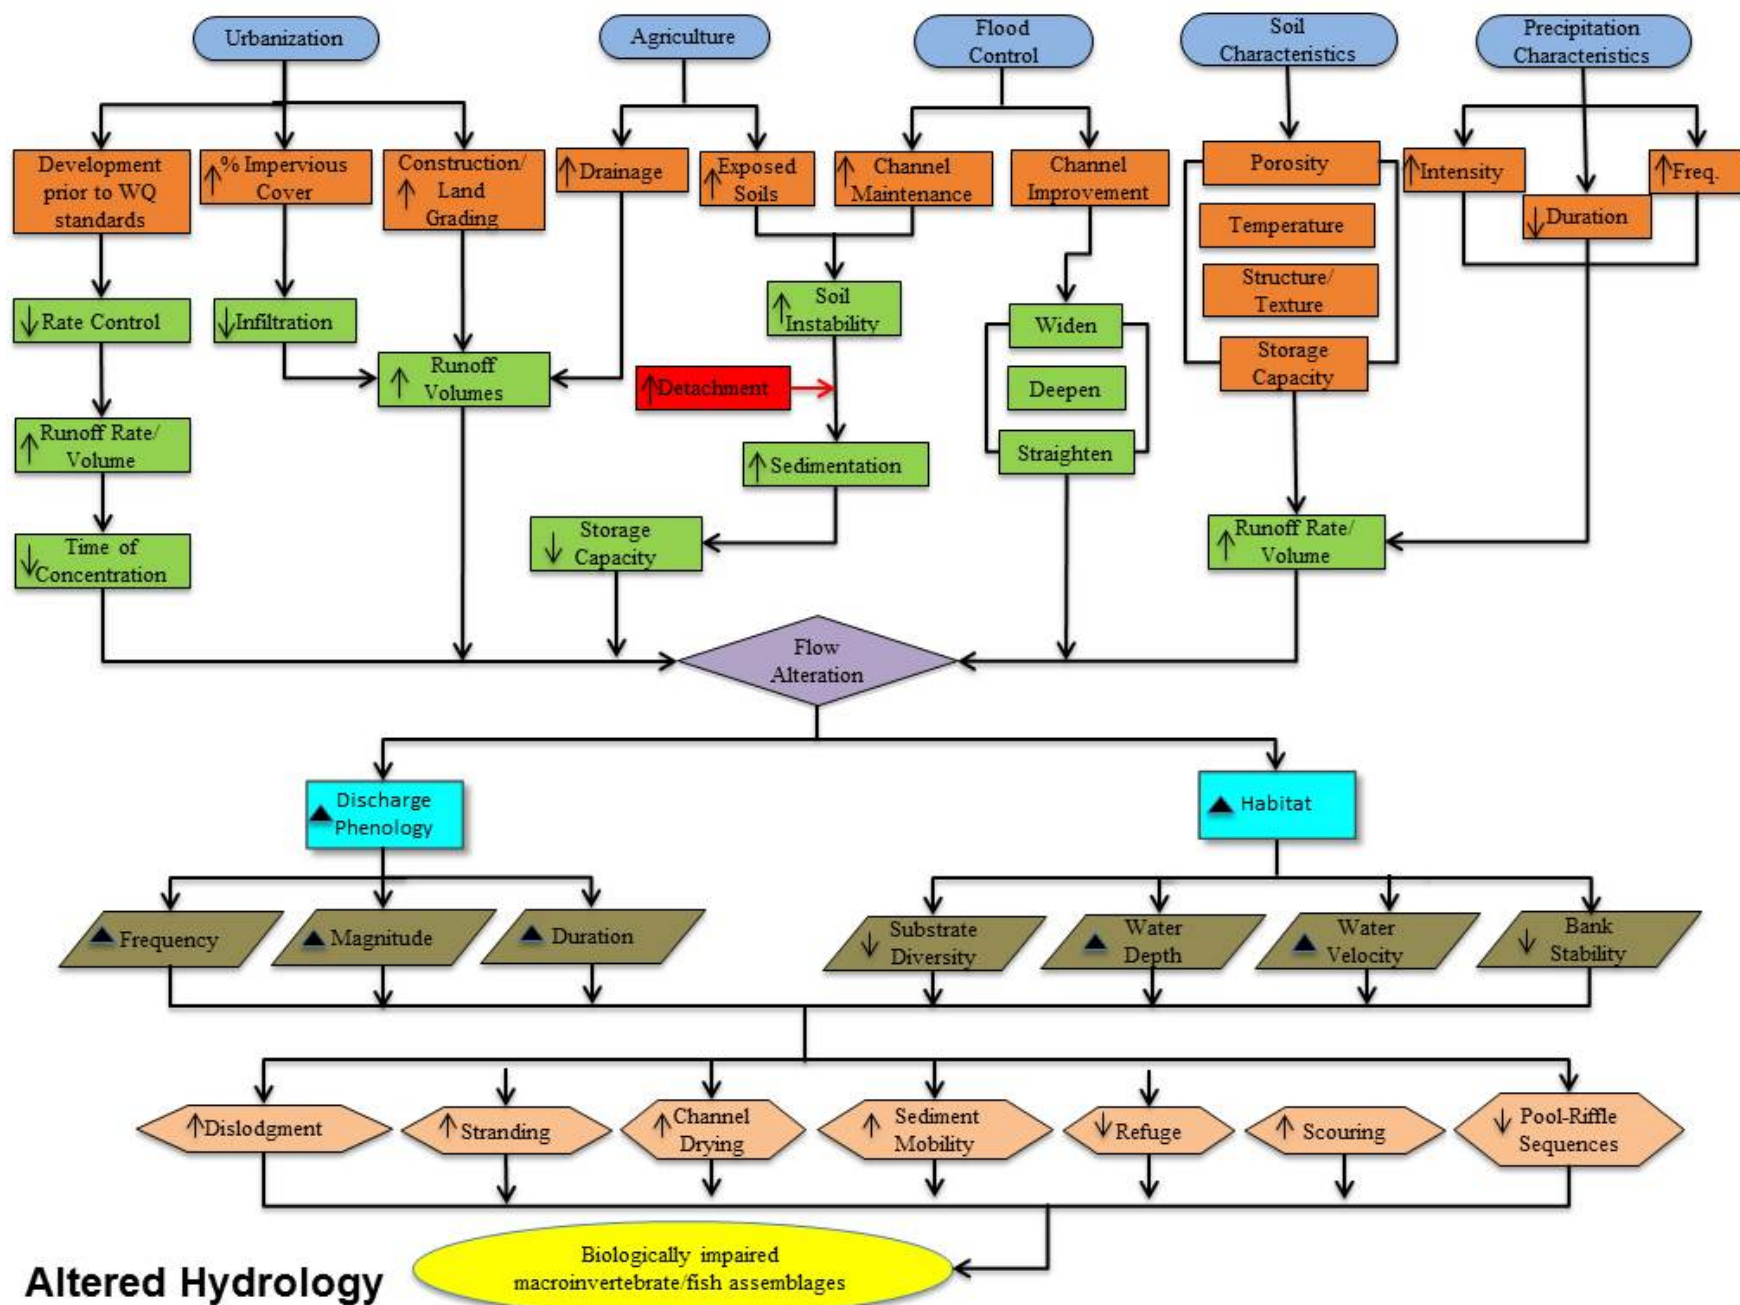 Urbanization
Agriculture
Flood
Control
Soil
Characteristics
Precipitation
Characteristics
Development
prior to WQ
standards
↑ % Impervious
Cover
Construction/
↑ Land
Grading
↑ Drainage
↑ Exposed
Soils
↑ Channel
Maintenance
Channel
Improvement
Porosity
Temperature
Structure/
Texture
Storage
Capacity
↑ Intensity
↓ Duration
↑ Freq.
↓ Rate Control
↓ Infiltration
↑ Runoff
Volumes
↑ Soil
Instability
↑ Detachment
Widen
Deepen
Straighten
↑ Runoff Rate/
Volume
↑ Sedimentation
↓ Time of
Concentration
↓ Storage
Capacity
↑ Runoff Rate/
Volume
Flow
Alteration
▲ Discharge
Phenology
▲ Habitat
▲ Frequency
▲ Magnitude
▲ Duration
↓ Substrate
Diversity
▲ Water
Depth
▲ Water
Velocity
↓ Bank
Stability
↑ Dislodgment
↑ Stranding
↑ Channel
Drying
↑ Sediment
Mobility
↓ Refuge
↑ Scouring
↓ Pool-Riffle
Sequences
Biologically impaired
macroinvertebrate/fish assemblages
Altered Hydrology